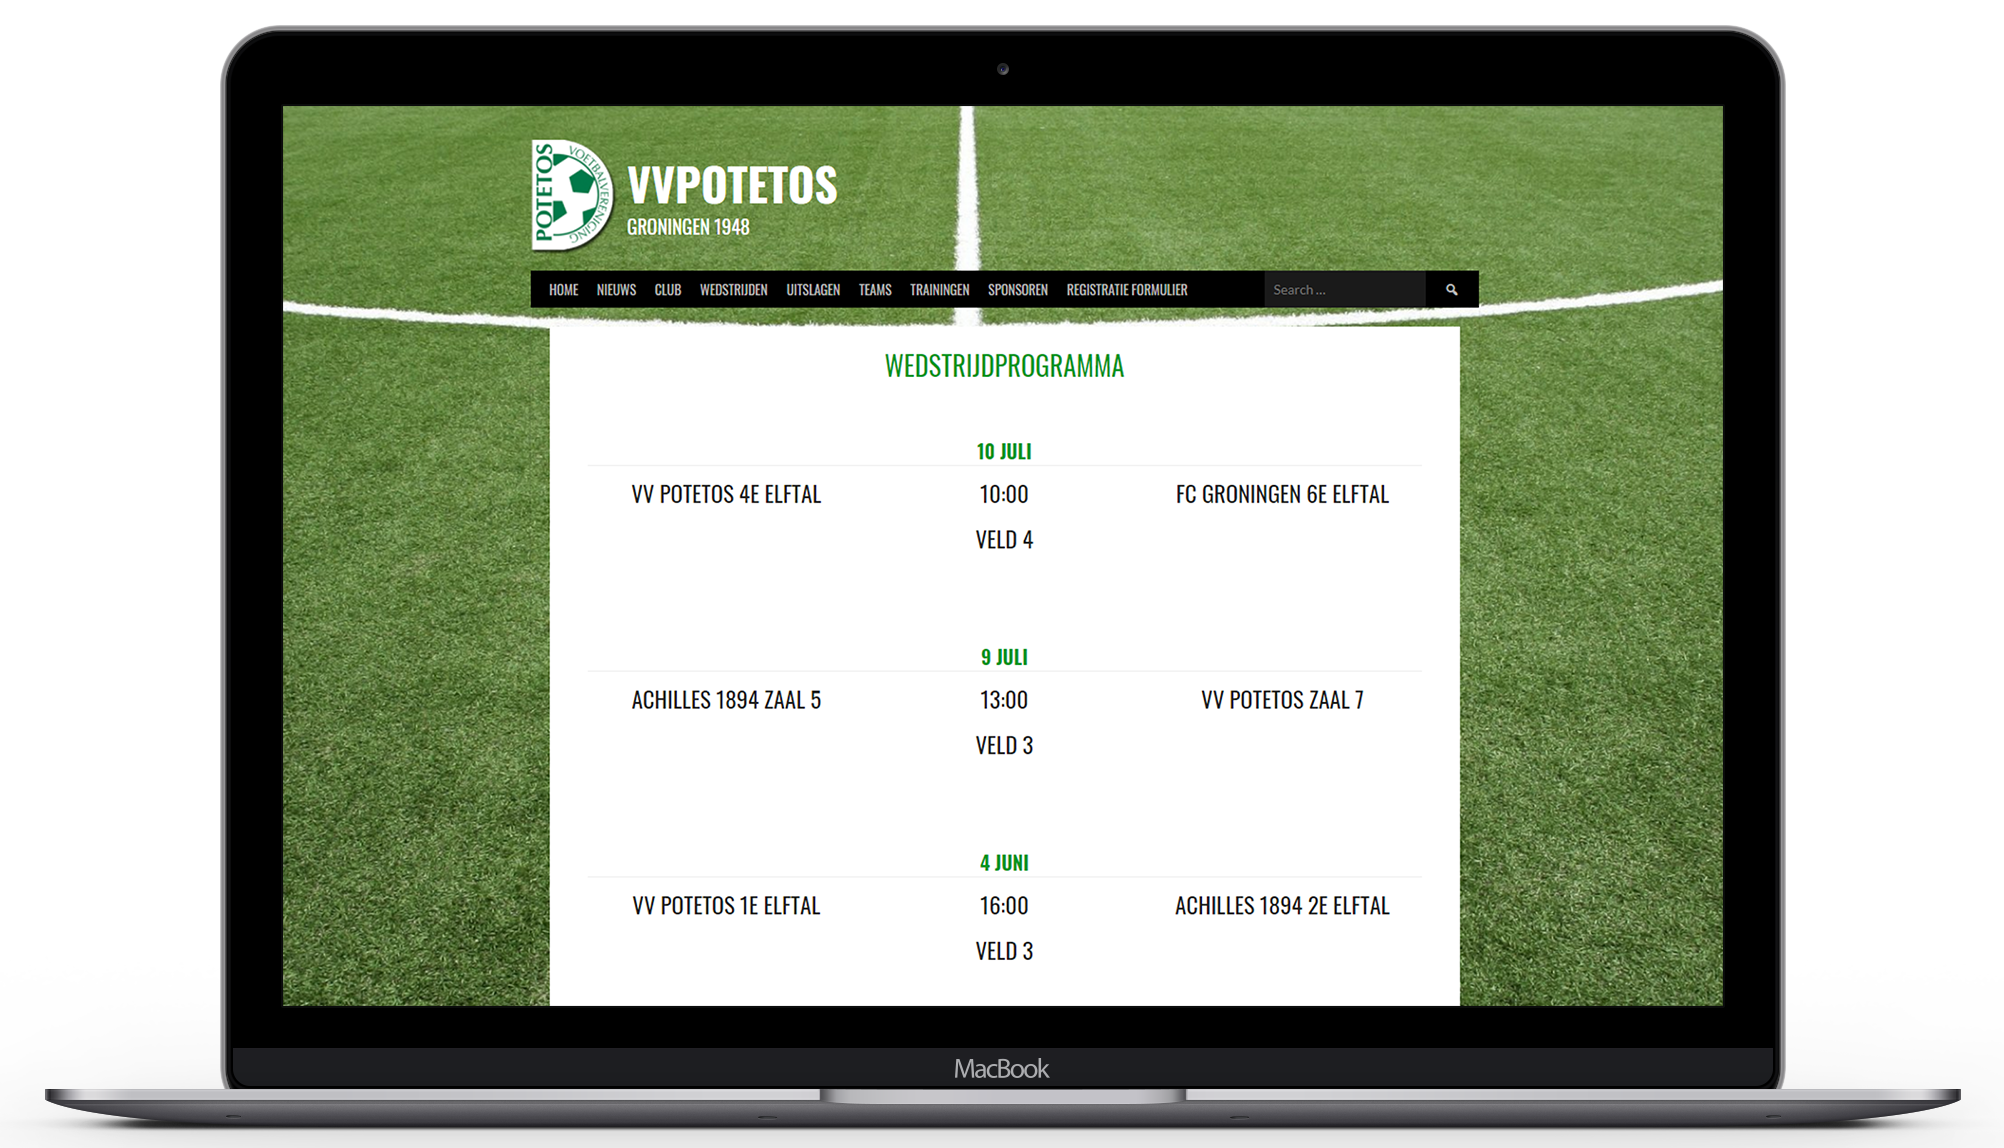 POTETOS
VOETBALVERENIGING
VVPOTETOS
GRONINGEN 1948
HOME NIEUWS CLUB WEDSTRIJDEN UITSLAGEN TEAMS TRAININGEN SPONSOREN REGISTRATIE FORMULIER Search ...
WEDSTRIJDPROGRAMMA
10 JULI
VV POTETOS 4E ELFTAL 10:00 FC GRONINGEN 6E ELFTAL
VELD 4
9 JULI
ACHILLES 1894 ZAAL 5 13:00 VV POTETOS ZAAL 7
VELD 3
4 JUNI
VV POTETOS 1E ELFTAL 16:00 ACHILLES 1894 2E ELFTAL
VELD 3
MacBook